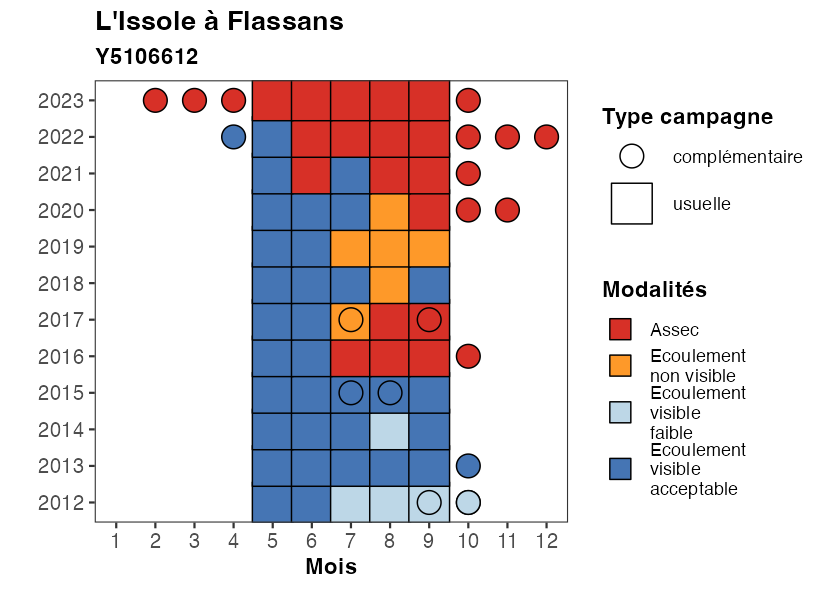 L'Issole à Flassans
Y5106612
2023
2022
2021
2020
2019
2018
2017
2016
2015
2014
2013
2012
1 2 3 4 5 6 7 8 9 10 11 12
Mois
Type campagne
complémentaire
usuelle
Modalités
Assec
Ecoulement
non visible
Ecoulement
visible
faible
Ecoulement
visible
acceptable